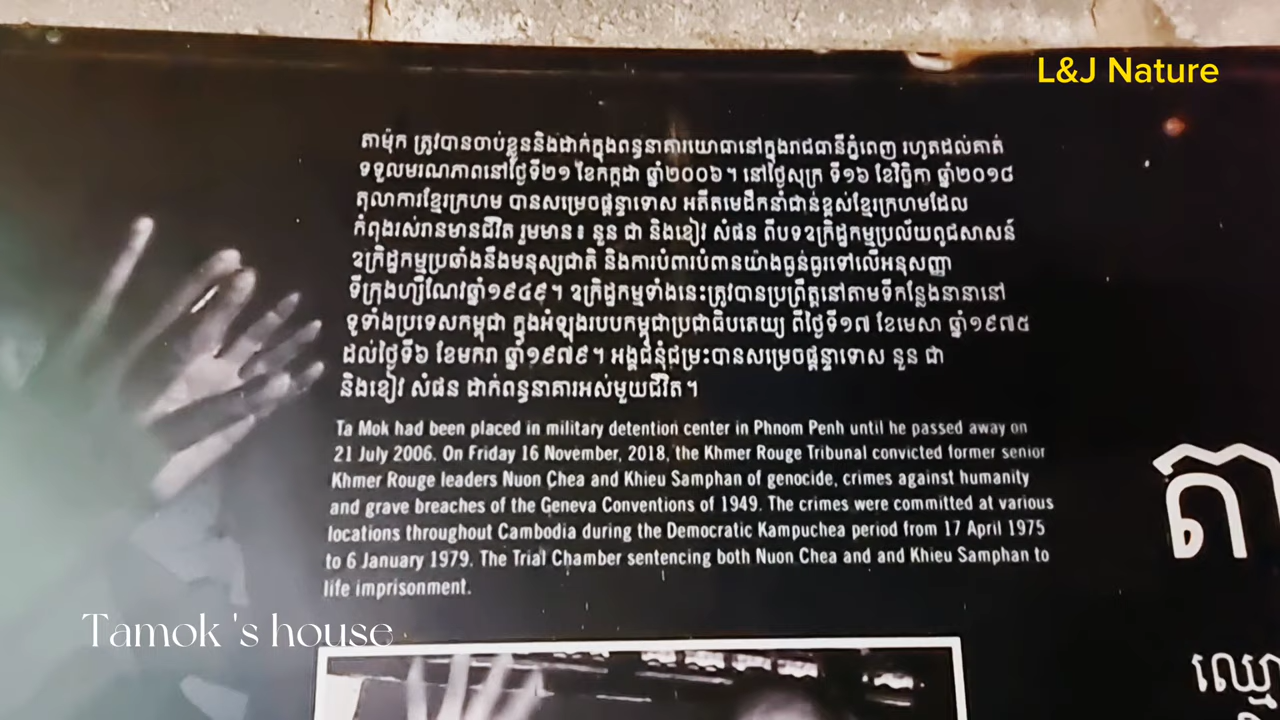 L&J Nature
តាម៉ុក ត្រូវបានចាប់ខ្លួននិងដាក់ក្នុងពន្ធនាគារយោធានៅក្នុងរាជធានីភ្នំពេញ រហូតដល់គាត់
ទទួលមរណភាពនៅថ្ងៃទី២១ ខែកក្កដា ឆ្នាំ២០០៦។ នៅថ្ងៃសុក្រ ទី១៦ ខែវិច្ឆិកា ឆ្នាំ២០១៨
តុលាការខ្មែរក្រហម បានសម្រេចផ្តន្ទាទោស អតីតមេដឹកនាំជាន់ខ្ពស់ខ្មែរក្រហមដែល
កំពុងរស់រានមានជីវិត រួមមាន៖ នួន ជា និងខៀវ សំផន ពីបទឧក្រិដ្ឋកម្មប្រល័យពូជសាសន៍
ឧក្រិដ្ឋកម្មប្រឆាំងនឹងមនុស្សជាតិ និងការបំពារបំពានយ៉ាងធ្ងន់ធ្ងរទៅលើអនុសញ្ញា
ទីក្រុងហ្សឺណែវឆ្នាំ១៩៤៩។ ឧក្រិដ្ឋកម្មទាំងនេះត្រូវបានប្រព្រឹត្តនៅតាមទីកន្លែងនានានៅ
ទូទាំងប្រទេសកម្ពុជា ក្នុងអំឡុងរបបកម្ពុជាប្រជាធិបតេយ្យ ពីថ្ងៃទី១៧ ខែមេសា ឆ្នាំ១៩៧៥
ដល់ថ្ងៃទី៦ ខែមករា ឆ្នាំ១៩៧៩។ អង្គជំនុំជម្រះបានសម្រេចផ្តន្ទាទោស នួន ជា
និងខៀវ សំផន ដាក់ពន្ធនាគារអស់មួយជីវិត។
Ta Mok had been placed in military detention center in Phnom Penh until he passed away on
21 July 2006. On Friday 16 November, 2018, the Khmer Rouge Tribunal convicted former senior
Khmer Rouge leaders Nuon Chea and Khieu Samphan of genocide, crimes against humanity
and grave breaches of the Geneva Conventions of 1949. The crimes were committed at various
locations throughout Cambodia during the Democratic Kampuchea period from 17 April 1975
to 6 January 1979. The Trial Chamber sentencing both Nuon Chea and and Khieu Samphan to
life imprisonment.
Tamok 's house